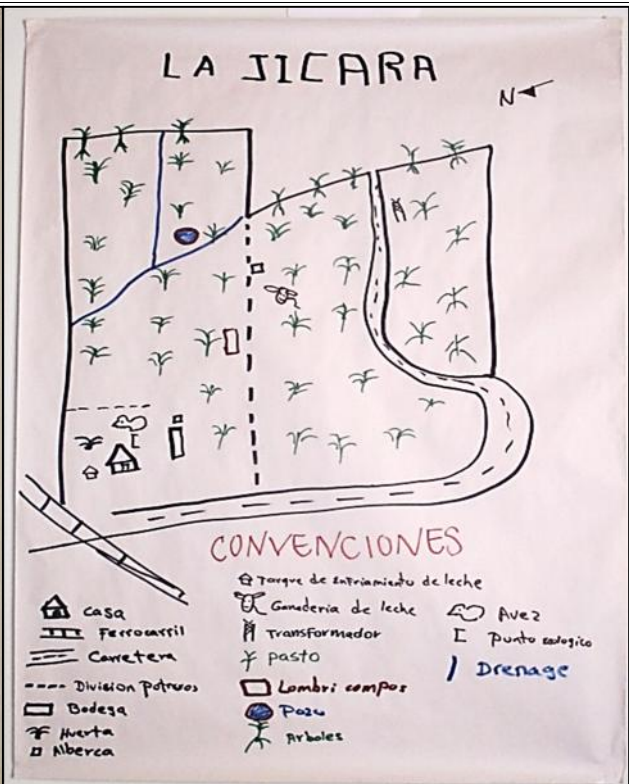 LA JICARA
N
CONVENCIONES
Casa
Ferrocarril
Carretera
Division Potreros
Bodega
Huerta
Alberca
Tanque de enfriamiento de leche
Ganaderia de leche
Transformador
pasto
Lombri compos
Pozo
Arboles
Avez
Punto ecologico
Drenage